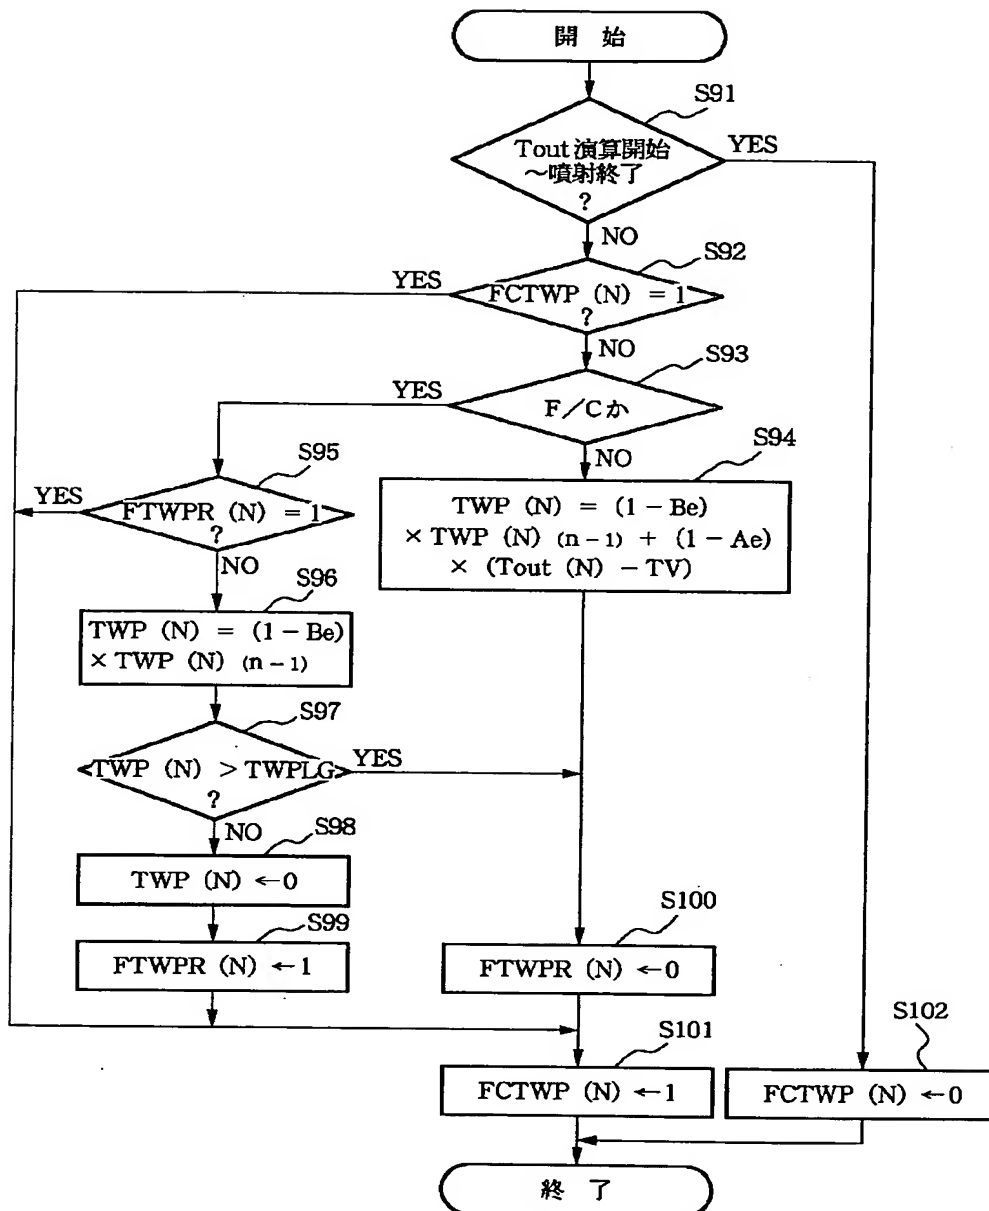 開 始
S91
Tout 演算開始
～噴射終了
?
YES
NO
S92
YES
FCTWP (N) = 1
?
NO
S93
YES
F／Cか
NO
S94
TWP (N) = (1 − Be)
× TWP (N) (n − 1) + (1 − Ae)
× (Tout (N) − TV)
S95
YES
FTWPR (N) = 1
?
NO
S96
TWP (N) = (1 − Be)
× TWP (N) (n − 1)
S97
TWP (N) > TWPLG
?
YES
NO
S98
TWP (N) ←0
S99
FTWPR (N) ←1
S100
FTWPR (N) ←0
S101
FCTWP (N) ←1
S102
FCTWP (N) ←0
終 了